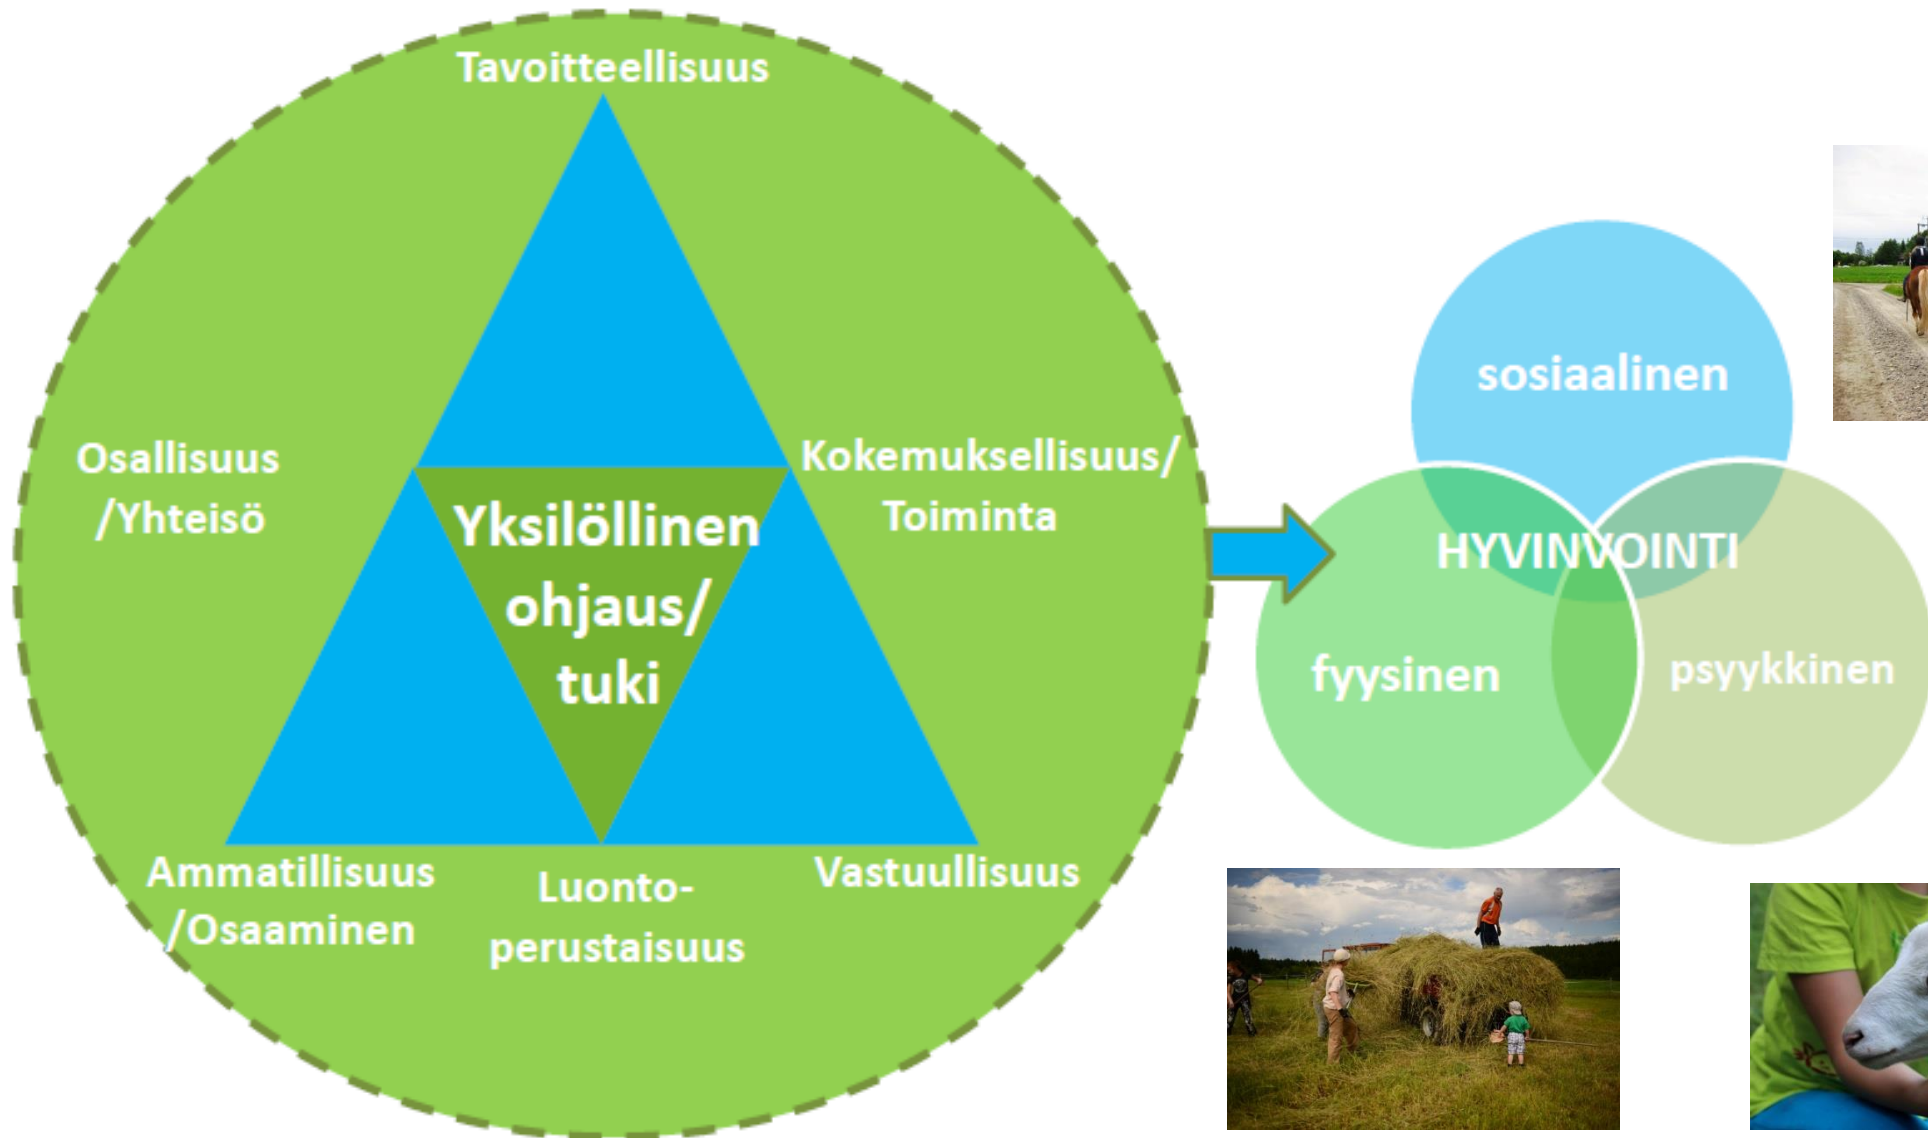 Tavoitteellisuus
Osallisuus
/Yhteisö
Kokemuksellisuus/
Toiminta
Yksilöllinen
ohjaus/
tuki
Ammatillisuus
/Osaaminen
Luonto-
perustaisuus
Vastuullisuus
sosiaalinen
HYVINVOINTI
fyysinen
psyykkinen